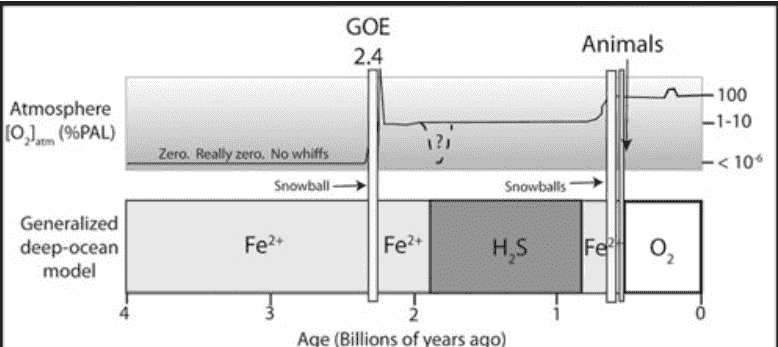 GOE
2.4
Animals
Atmosphere
[O₂]atm (%PAL)
100
1-10
< 10⁻⁶
Zero. Really zero. No whiffs
(?)
Snowball
Snowballs
Generalized
deep-ocean
model
Fe²⁺
Fe²⁺
H₂S
Fe²⁺
O₂
4
3
2
1
0
Age (Billions of years ago)